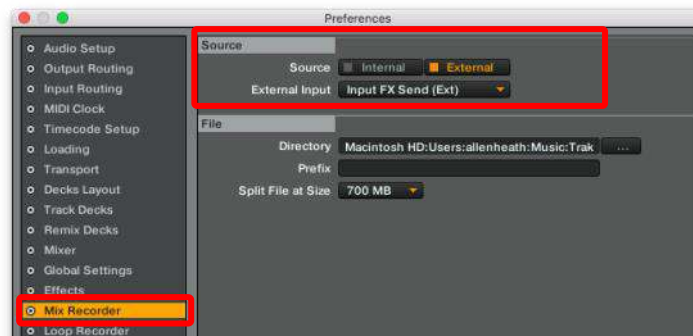 Preferences
Audio Setup
Output Routing
Input Routing
MIDI Clock
Timecode Setup
Loading
Transport
Decks Layout
Track Decks
Remix Decks
Mixer
Global Settings
Effects
Mix Recorder
Loop Recorder
Source
Source Internal External
External Input Input FX Send (Ext)
File
Directory Macintosh HD:Users:allenheath:Music:Trak ...
Prefix
Split File at Size 700 MB